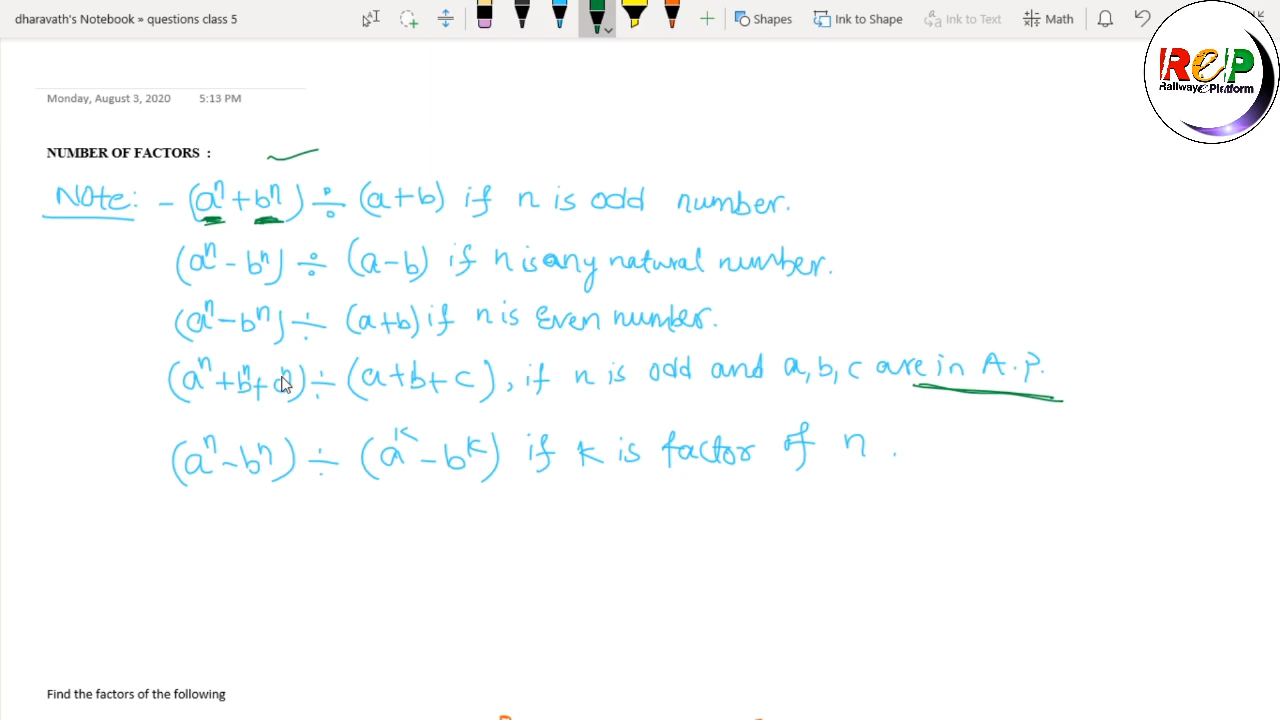 dharavath's Notebook » questions class 5
Shapes
Ink to Shape
Ink to Text
Math
ReP
Railways Platform
Monday, August 3, 2020 5:13 PM
NUMBER OF FACTORS :
Note: - (aⁿ + bⁿ) ÷ (a+b) if n is odd number.
(aⁿ - bⁿ) ÷ (a-b) if n is any natural number.
(aⁿ - bⁿ) ÷ (a+b) if n is Even number.
(aⁿ + bⁿ + cⁿ) ÷ (a+b+c), if n is odd and a, b, c are in A.P.
(aⁿ - bⁿ) ÷ (aᵏ - bᵏ) if k is factor of n.
Find the factors of the following